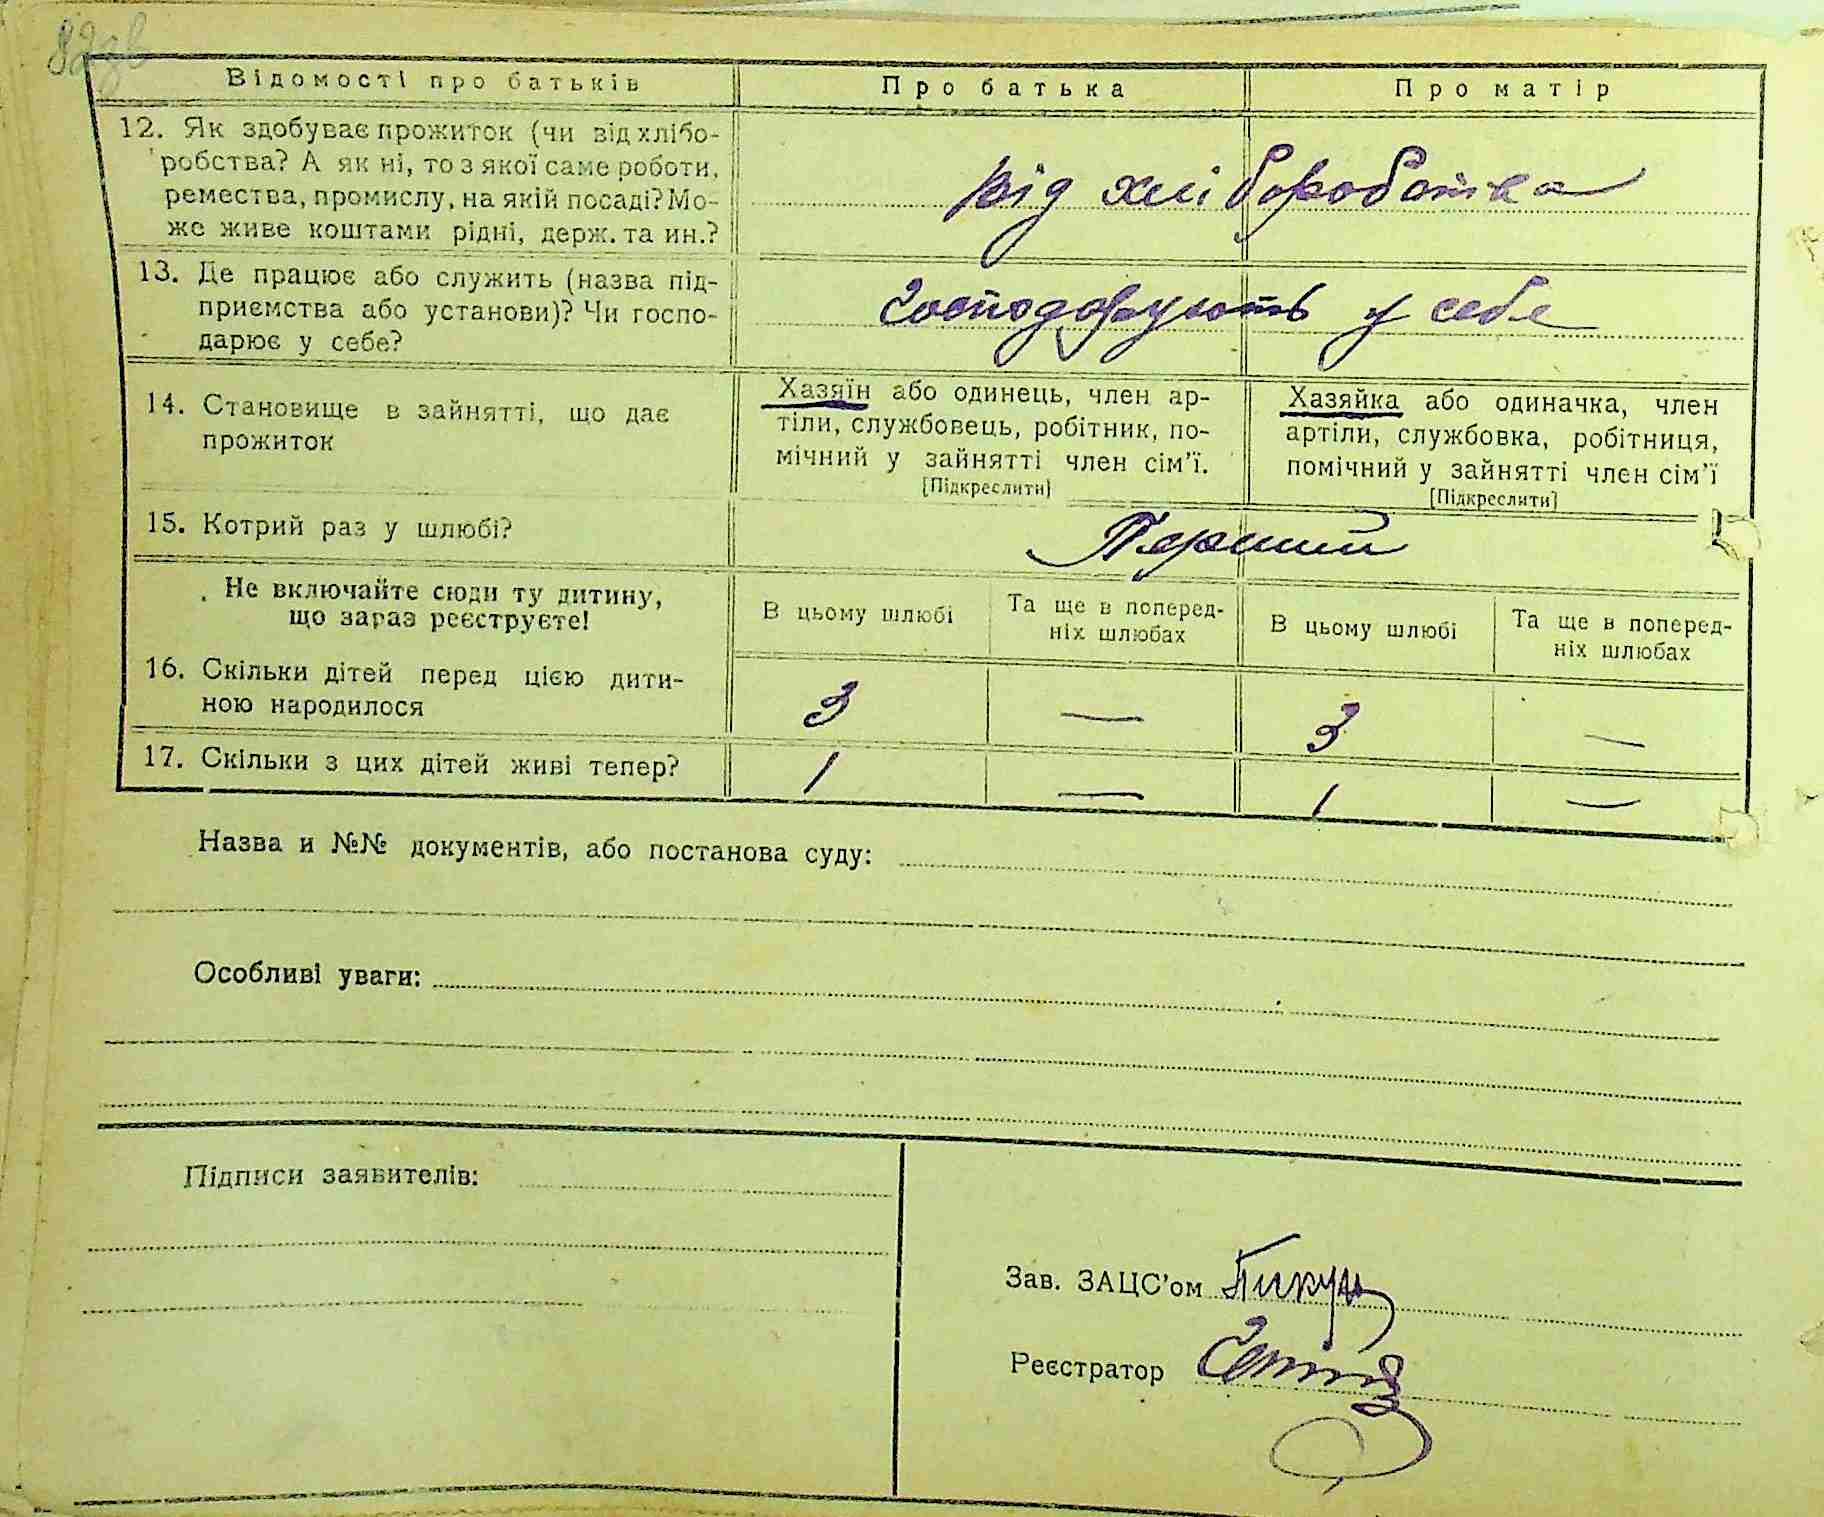 82зв
Відомості про батьків Про батька Про матір
12. Як здобуває прожиток (чи від хлібо-
робства? А як ні, то з якої саме роботи,
ремества, промислу, на якій посаді? Мо-
же живе коштами рідні, держ. та ин.?
від хліборобства
13. Де працює або служить (назва під-
приємства або установи)? Чи госпо-
дарює у себе?
Господарують у себе
14. Становище в зайнятті, що дає
прожиток
Хазяїн або одинець, член ар-
тіли, службовець, робітник, по-
мічний у зайнятті член сім'ї.
[Підкреслити]
Хазяйка або одиначка, член
артіли, службовка, робітниця,
помічний у зайнятті член сім'ї
[Підкреслити]
15. Котрий раз у шлюбі?
Перший
Не включайте сюди ту дитину,
що зараз реєструєте!
В цьому шлюбі
Та ще в поперед-
ніх шлюбах
В цьому шлюбі
Та ще в поперед-
ніх шлюбах
16. Скільки дітей перед цією дити-
ною народилося
3 — 3 —
17. Скільки з цих дітей живі тепер?
1 — 1 —
Назва и №№ документів, або постанова суду:
Особливі уваги:
Підписи заявителів:
Зав. ЗАЦС'ом
Реєстратор